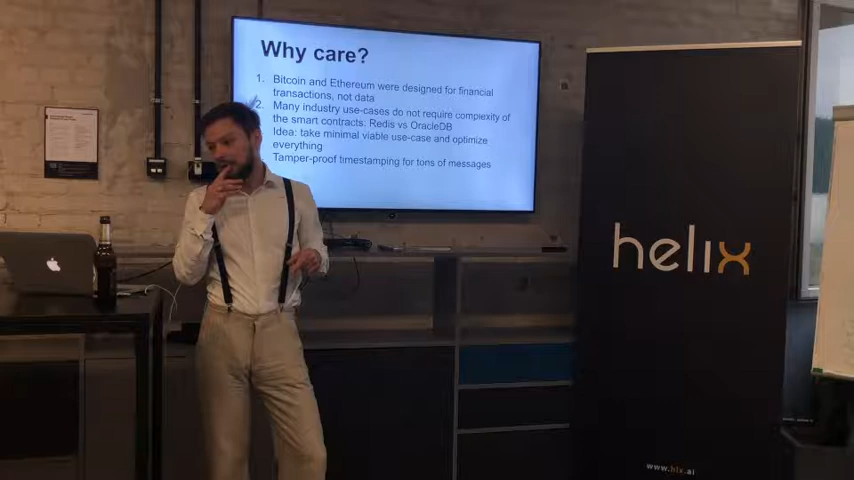 Why care?
1. Bitcoin and Ethereum were designed for financial
transactions, not data
2. Many industry use-cases do not require complexity of
the smart contracts: Redis vs OracleDB
Idea: take minimal viable use-case and optimize
everything
Tamper-proof timestamping for tons of messages
helix
www.hlx.ai